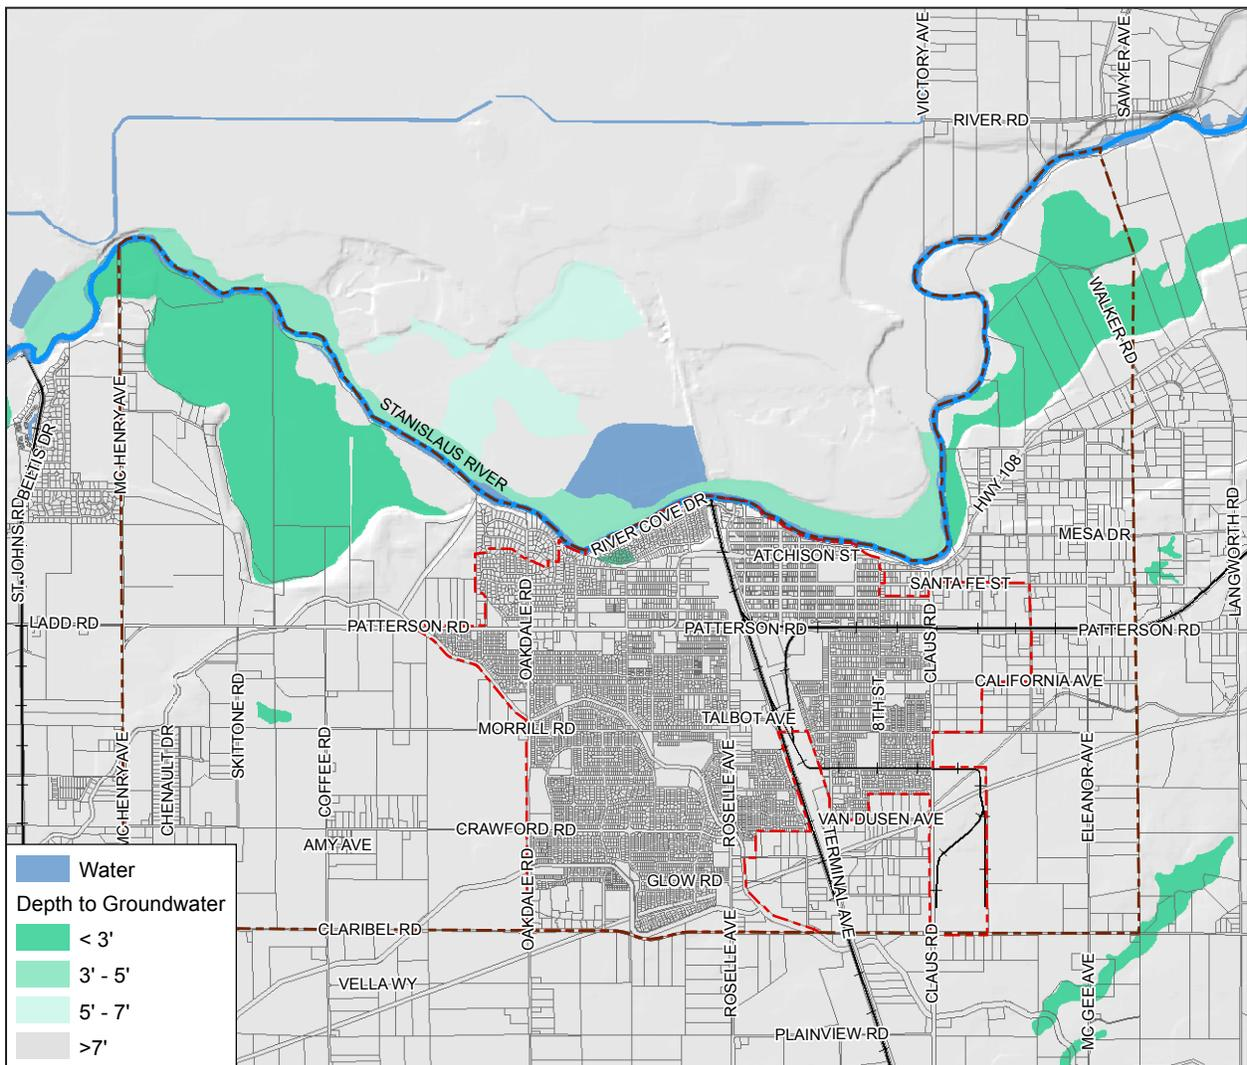 VICTORY AVE
SAWYER AVE
RIVER RD
WALKER RD
STANISLAUS RIVER
MC HENRY AVE
BELTIS DR
ST JOHNS RD
HWY 108
RIVER COVE DR
MESA DR
LANGWORTH RD
ATCHISON ST
SANTA FE ST
OAKDALE RD
CLAUS RD
LADD RD
PATTERSON RD
PATTERSON RD
PATTERSON RD
CALIFORNIA AVE
SKITTONE RD
8TH ST
TALBOT AVE
MORRILL RD
MC HENRY AVE
CHENAULT DR
COFFEE RD
ROSELLE AVE
ELEANOR AVE
VAN DUSEN AVE
CRAWFORD RD
AMY AVE
TERMINAL AVE
GLOW RD
OAKDALE RD
CLARIBEL RD
ROSELLE AVE
CLAUS RD
MC GEE AVE
VELLA WY
PLAINVIEW RD
Water
Depth to Groundwater
< 3'
3' - 5'
5' - 7'
>7'